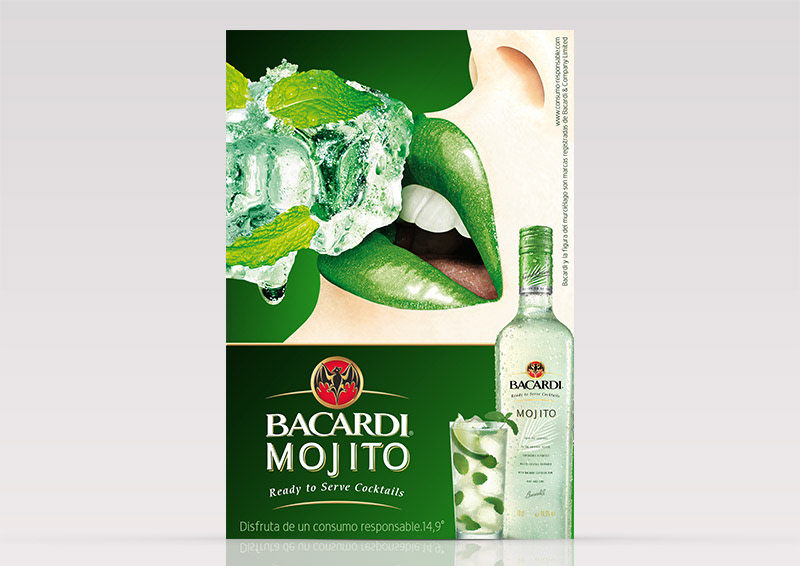 www.consumo-responsable.com
Bacardi y la figura del murciélago son marcas registradas de Bacardi & Company Limited
BACARDI®
MOJITO
Ready to Serve Cocktails
Disfruta de un consumo responsable.14,9°
BACARDI
Ready to Serve Cocktails
MOJITO